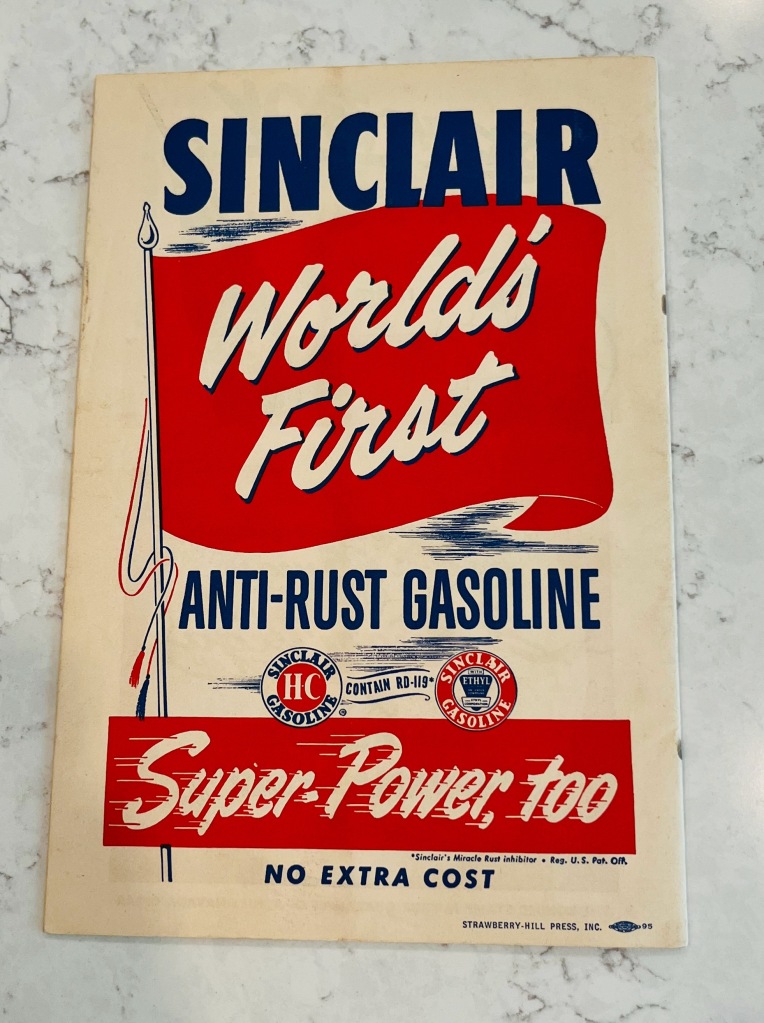 SINCLAIR
World's
First
ANTI-RUST GASOLINE
SINCLAIR
H-C
GASOLINE
CONTAIN RD-119*
SINCLAIR
WITH
ETHYL
GASOLINE
Super-Power, too
*Sinclair's Miracle Rust inhibitor • Reg. U.S. Pat. Off.
NO EXTRA COST
STRAWBERRY-HILL PRESS, INC. 95